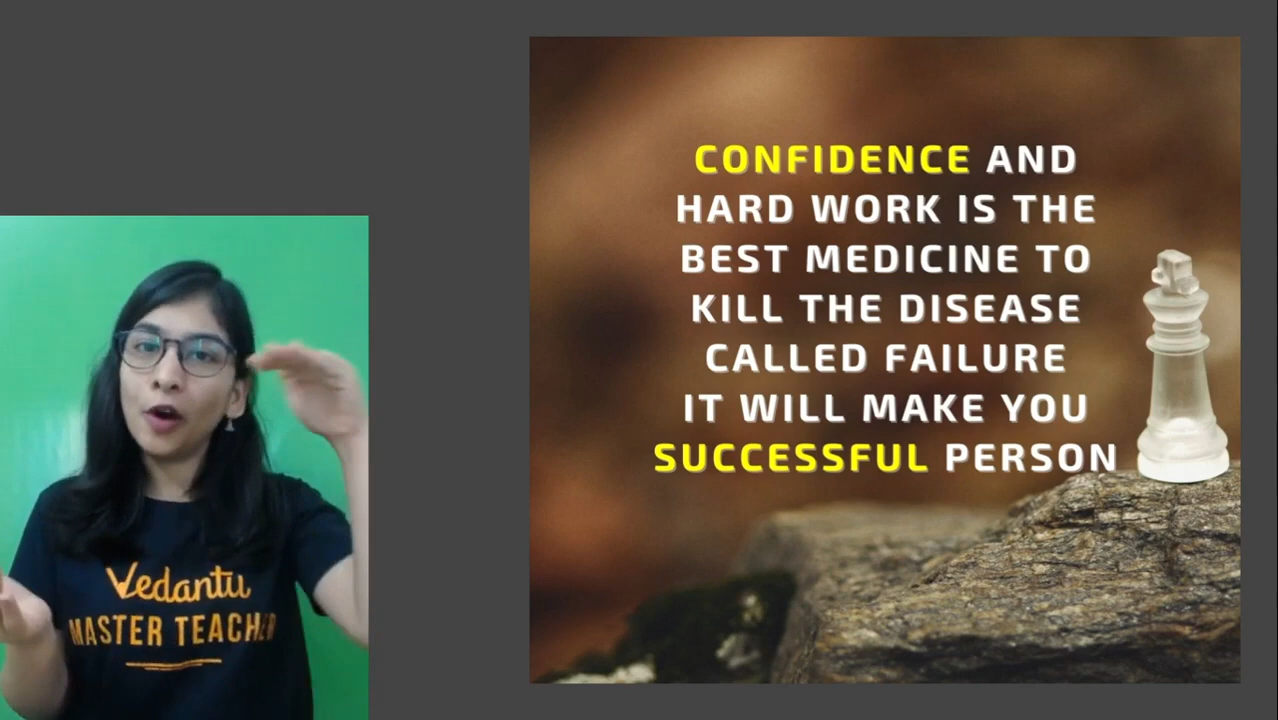 CONFIDENCE AND
HARD WORK IS THE
BEST MEDICINE TO
KILL THE DISEASE
CALLED FAILURE
IT WILL MAKE YOU
SUCCESSFUL PERSON
Vedantu
MASTER TEACHER